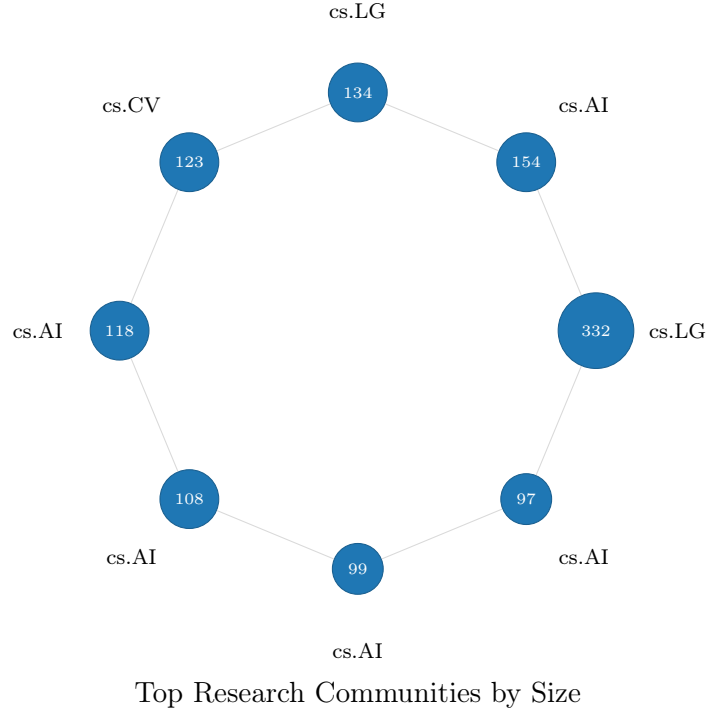 cs.LG
134
cs.CV
cs.AI
123
154
cs.AI
118
332
cs.LG
108
97
cs.AI
cs.AI
99
cs.AI
Top Research Communities by Size